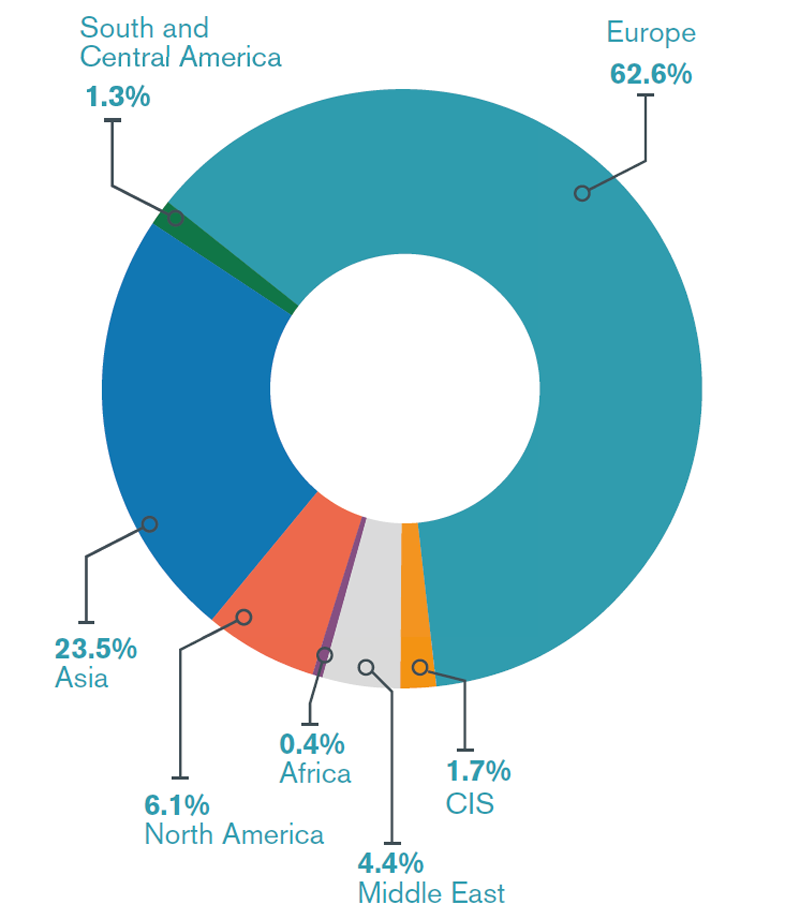 South and
Central America
1.3%
Europe
62.6%
23.5%
Asia
6.1%
North America
0.4%
Africa
4.4%
Middle East
1.7%
CIS